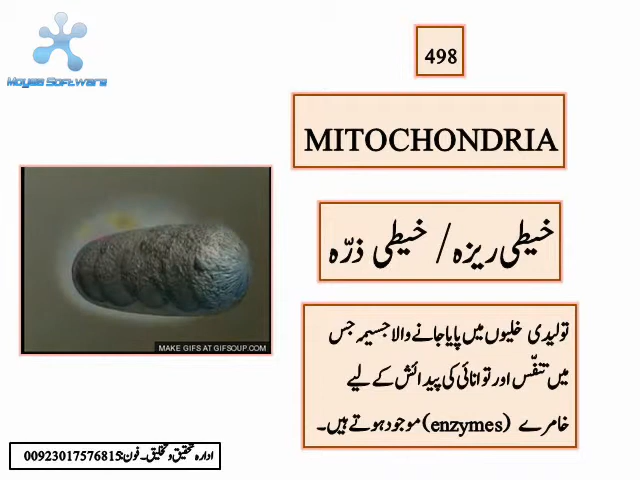 Moyea Software
498
MITOCHONDRIA
خیطی ریزہ / خیطی ذرّہ
تولیدی خلیوں میں پایا جانے والا جسیمہ جس
میں تنفّس اور توانائی کی پیدائش کے لیے
خامرے (enzymes) موجود ہوتے ہیں۔
MAKE GIFS AT GIFSOUP.COM
ادارہ تحقیق و تخلیق۔ فون:00923017576815